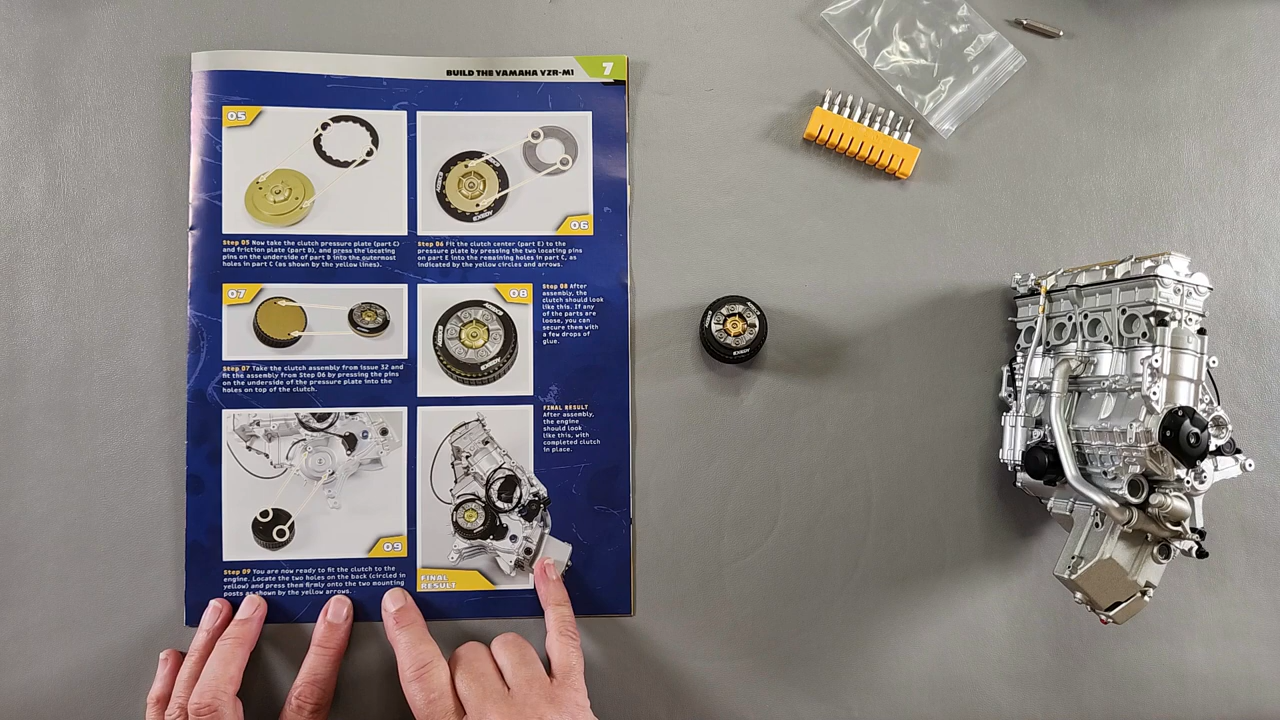 BUILD THE YAMAHA YZR-M1 7
05
06
Step 05 Now take the clutch pressure plate (part C)
and friction plate (part D), and press the locating
pins on the underside of part D into the outermost
holes in part C (as shown by the yellow lines).
Step 06 Fit the clutch center (part E) to the
pressure plate by pressing the two locating pins
on part E into the remaining holes in part C, as
indicated by the yellow circles and arrows.
07
08
Step 08 After
assembly, the
clutch should look
like this. If any
of the parts are
loose, you can
secure them with
a few drops of
glue.
Step 07 Take the clutch assembly from issue 32 and
fit the assembly from Step 06 by pressing the pins
on the underside of the pressure plate into the
holes on top of the clutch.
FINAL RESULT
After assembly,
the engine
should look
like this, with
completed clutch
in place.
09
FINAL
RESULT
Step 09 You are now ready to fit the clutch to the
engine. Locate the two holes on the back (circled in
yellow) and press them firmly onto the two mounting
posts as shown by the yellow arrows.